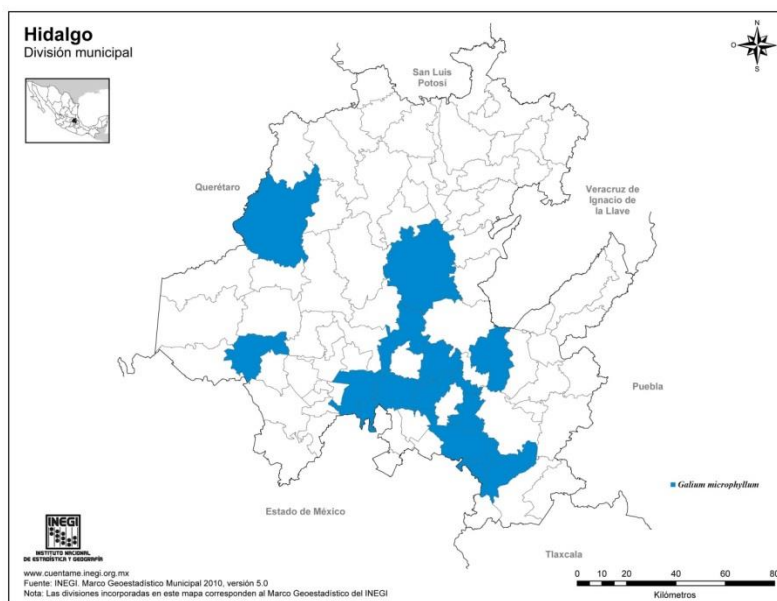 Hidalgo
División municipal
N
O
E
S
San Luis
Potosí
Querétaro
Veracruz de
Ignacio de
la Llave
Puebla
Galium microphyllum
Estado de México
Tlaxcala
INEGI
INSTITUTO NACIONAL
DE ESTADÍSTICA Y GEOGRAFÍA
www.cuentame.inegi.org.mx
Fuente: INEGI. Marco Geoestadístico Municipal 2010, versión 5.0
Nota: Las divisiones incorporadas en este mapa corresponden al Marco Geoestadístico del INEGI
0 10 20 40 60 80
Kilómetros